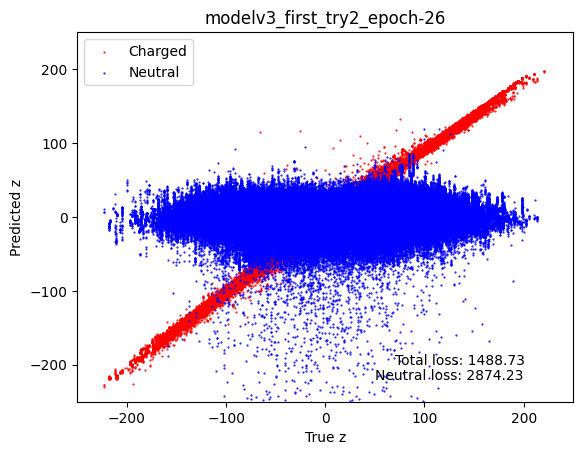 modelv3_first_try2_epoch-26
Charged
Neutral
Predicted z
200
100
0
−100
−200
Total loss: 1488.73
Neutral loss: 2874.23
−200
−100
0
100
200
True z